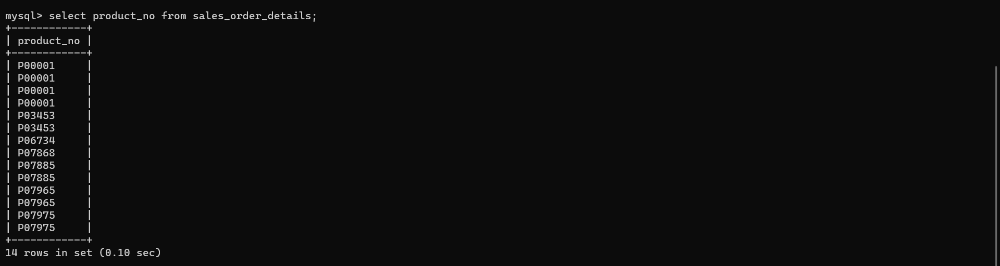 mysql> select product_no from sales_order_details;
+------------+
| product_no |
+------------+
| P00001     |
| P00001     |
| P00001     |
| P00001     |
| P03453     |
| P03453     |
| P06734     |
| P07868     |
| P07885     |
| P07885     |
| P07965     |
| P07965     |
| P07975     |
| P07975     |
+------------+
14 rows in set (0.10 sec)